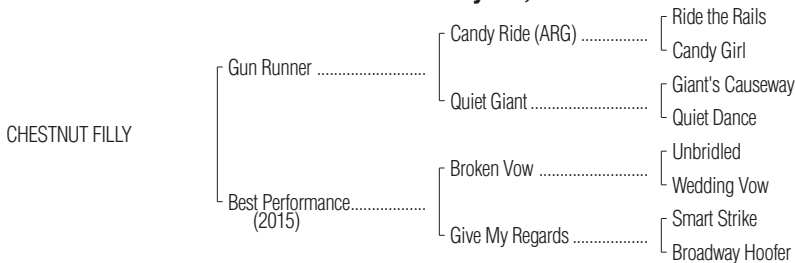 Ride the Rails
Candy Ride (ARG) ................
Candy Girl
Gun Runner ..........................
Giant's Causeway
Quiet Giant ............................
Quiet Dance
CHESTNUT FILLY
Unbridled
Broken Vow ..........................
Wedding Vow
Best Performance..................
(2015)
Smart Strike
Give My Regards ..................
Broadway Hoofer